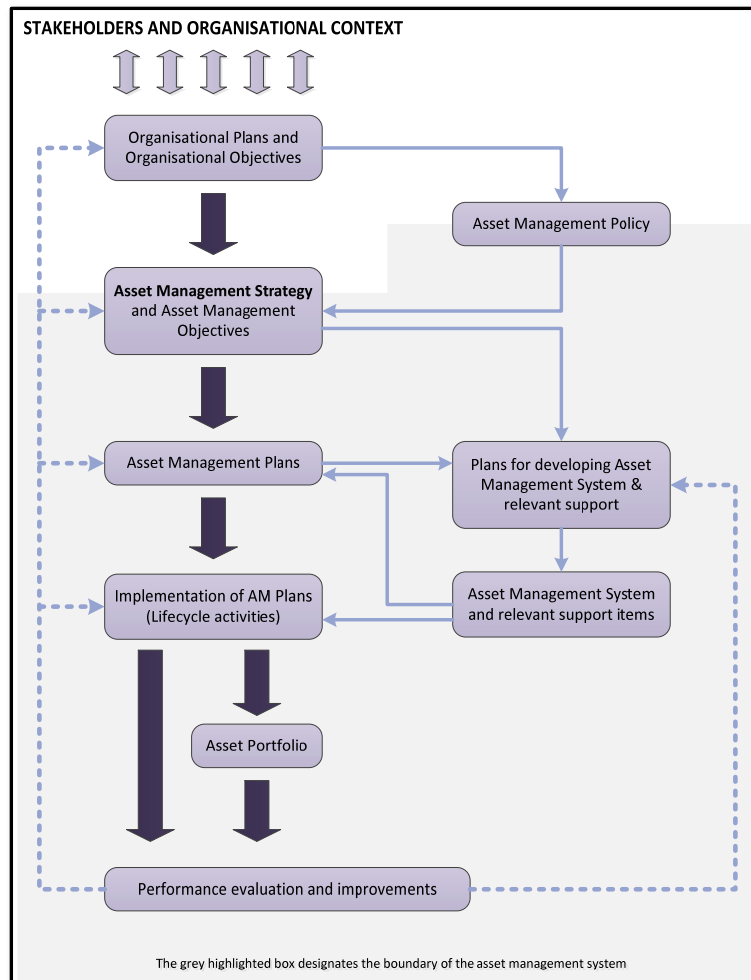 STAKEHOLDERS AND ORGANISATIONAL CONTEXT
Organisational Plans and
Organisational Objectives
Asset Management Policy
Asset Management Strategy
and Asset Management
Objectives
Asset Management Plans
Plans for developing Asset
Management System &
relevant support
Implementation of AM Plans
(Lifecycle activities)
Asset Management System
and relevant support items
Asset Portfolio
Performance evaluation and improvements
The grey highlighted box designates the boundary of the asset management system